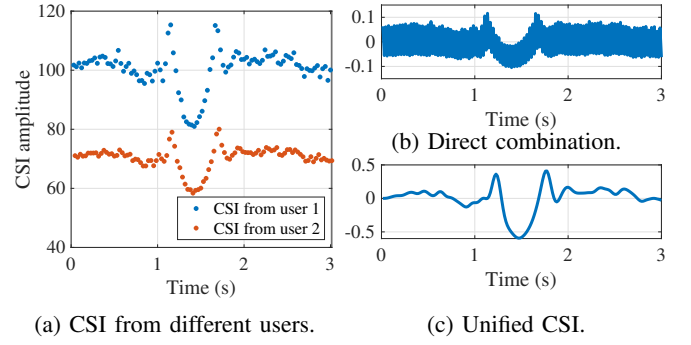 120
100
80
60
40
CSI amplitude
CSI from user 1
CSI from user 2
0 1 2 3
Time (s)
(a) CSI from different users.
0.1
0
-0.1
0 1 2 3
Time (s)
(b) Direct combination.
0.5
0
-0.5
0 1 2 3
Time (s)
(c) Unified CSI.